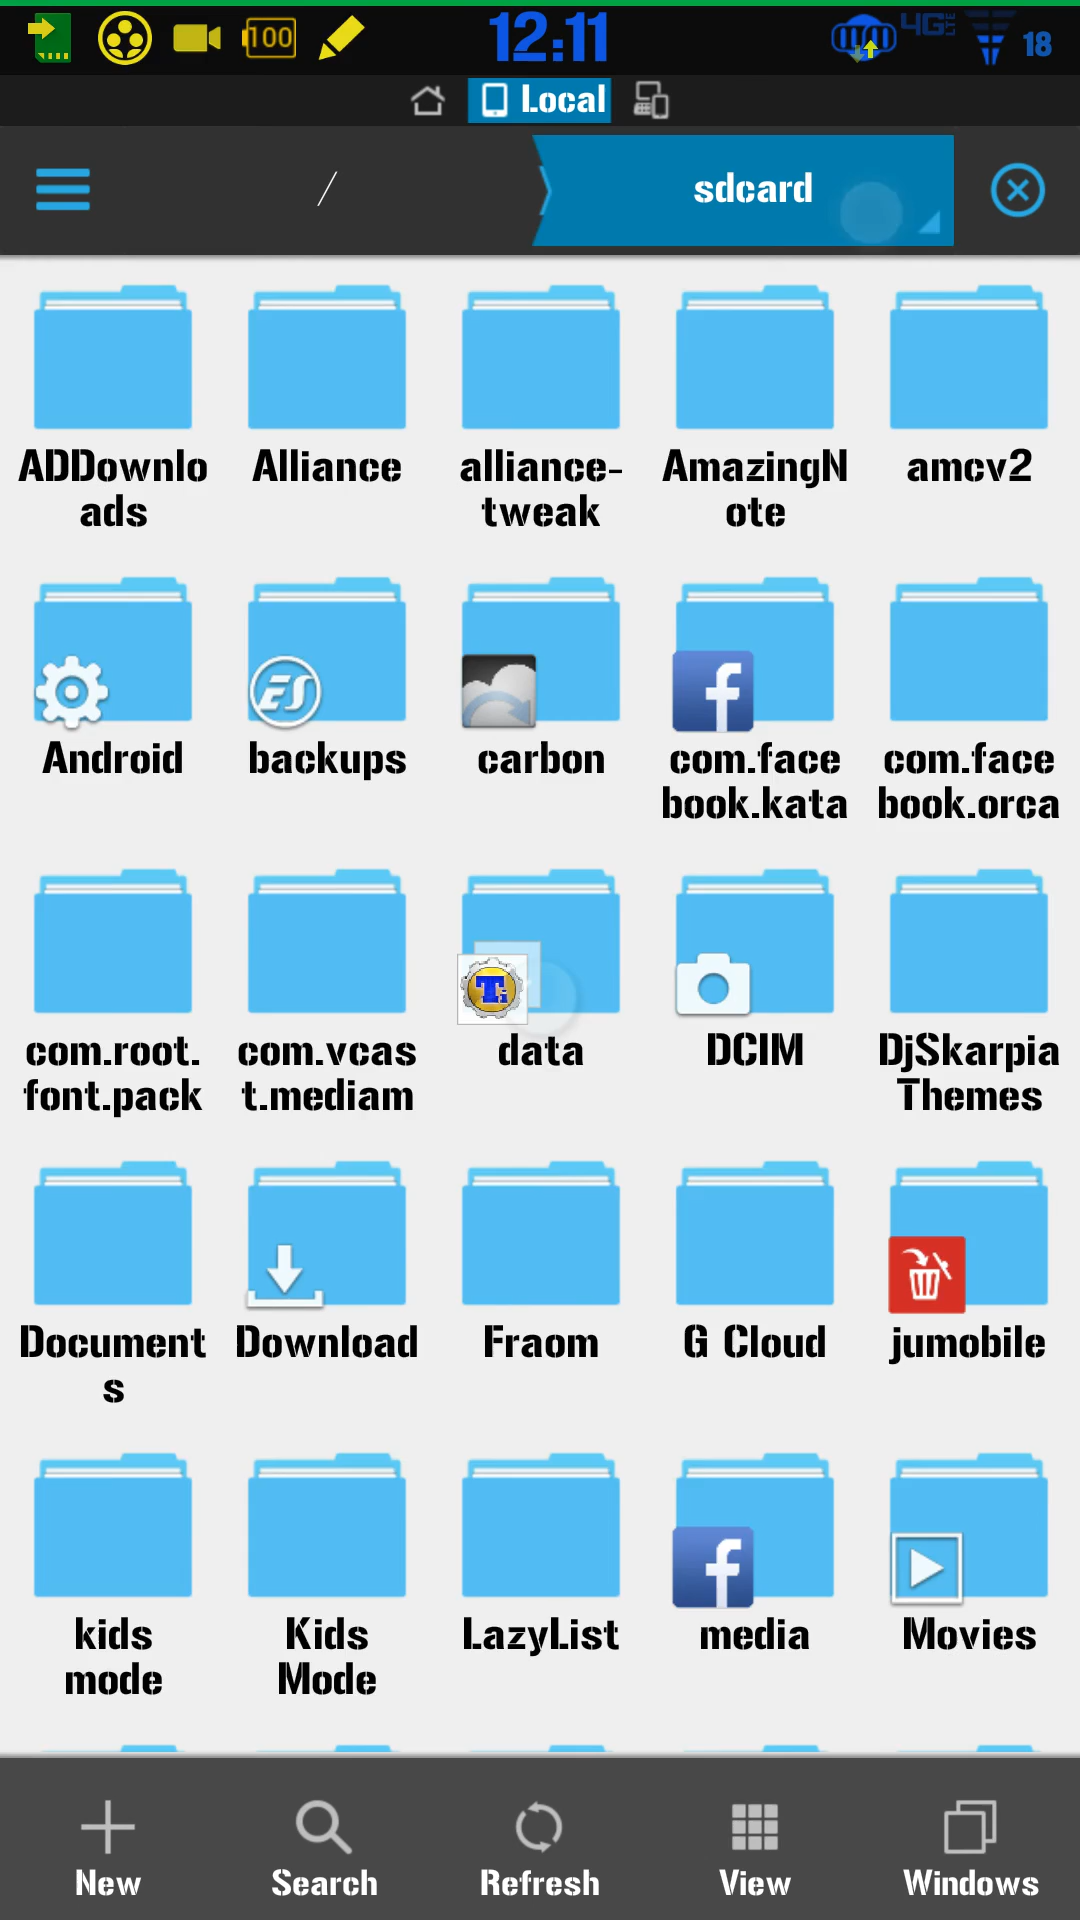 100 12:11 4G LTE 18
Local
/ sdcard
ADDownlo
ads
Alliance
alliance-
tweak
AmazingN
ote
amcv2
Android
backups
carbon
com.face
book.kata
com.face
book.orca
com.root.
font.pack
com.vcas
t.mediam
data
DCIM
DjSkarpia
Themes
Document
s
Download
Fraom
G Cloud
jumobile
kids
mode
Kids
Mode
LazyList
media
Movies
New Search Refresh View Windows